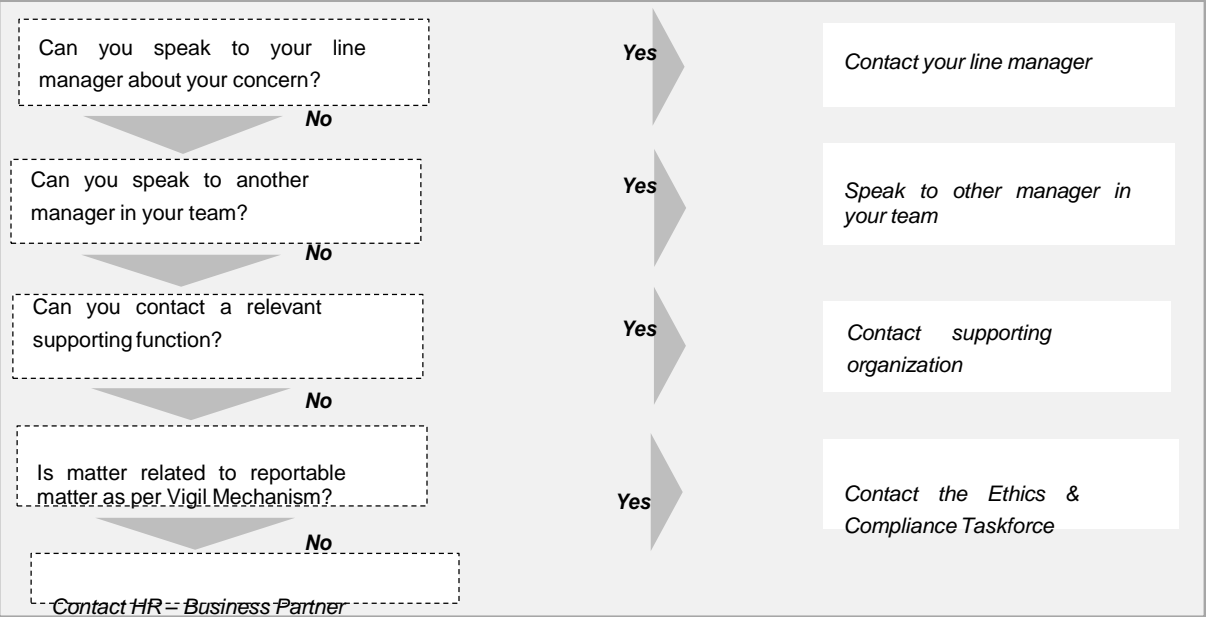 Can you speak to your line
manager about your concern?
Yes
Contact your line manager
No
Can you speak to another
manager in your team?
Yes
Speak to other manager in
your team
No
Can you contact a relevant
supporting function?
Yes
Contact supporting
organization
No
Is matter related to reportable
matter as per Vigil Mechanism?
Yes
Contact the Ethics &
Compliance Taskforce
No
Contact HR – Business Partner